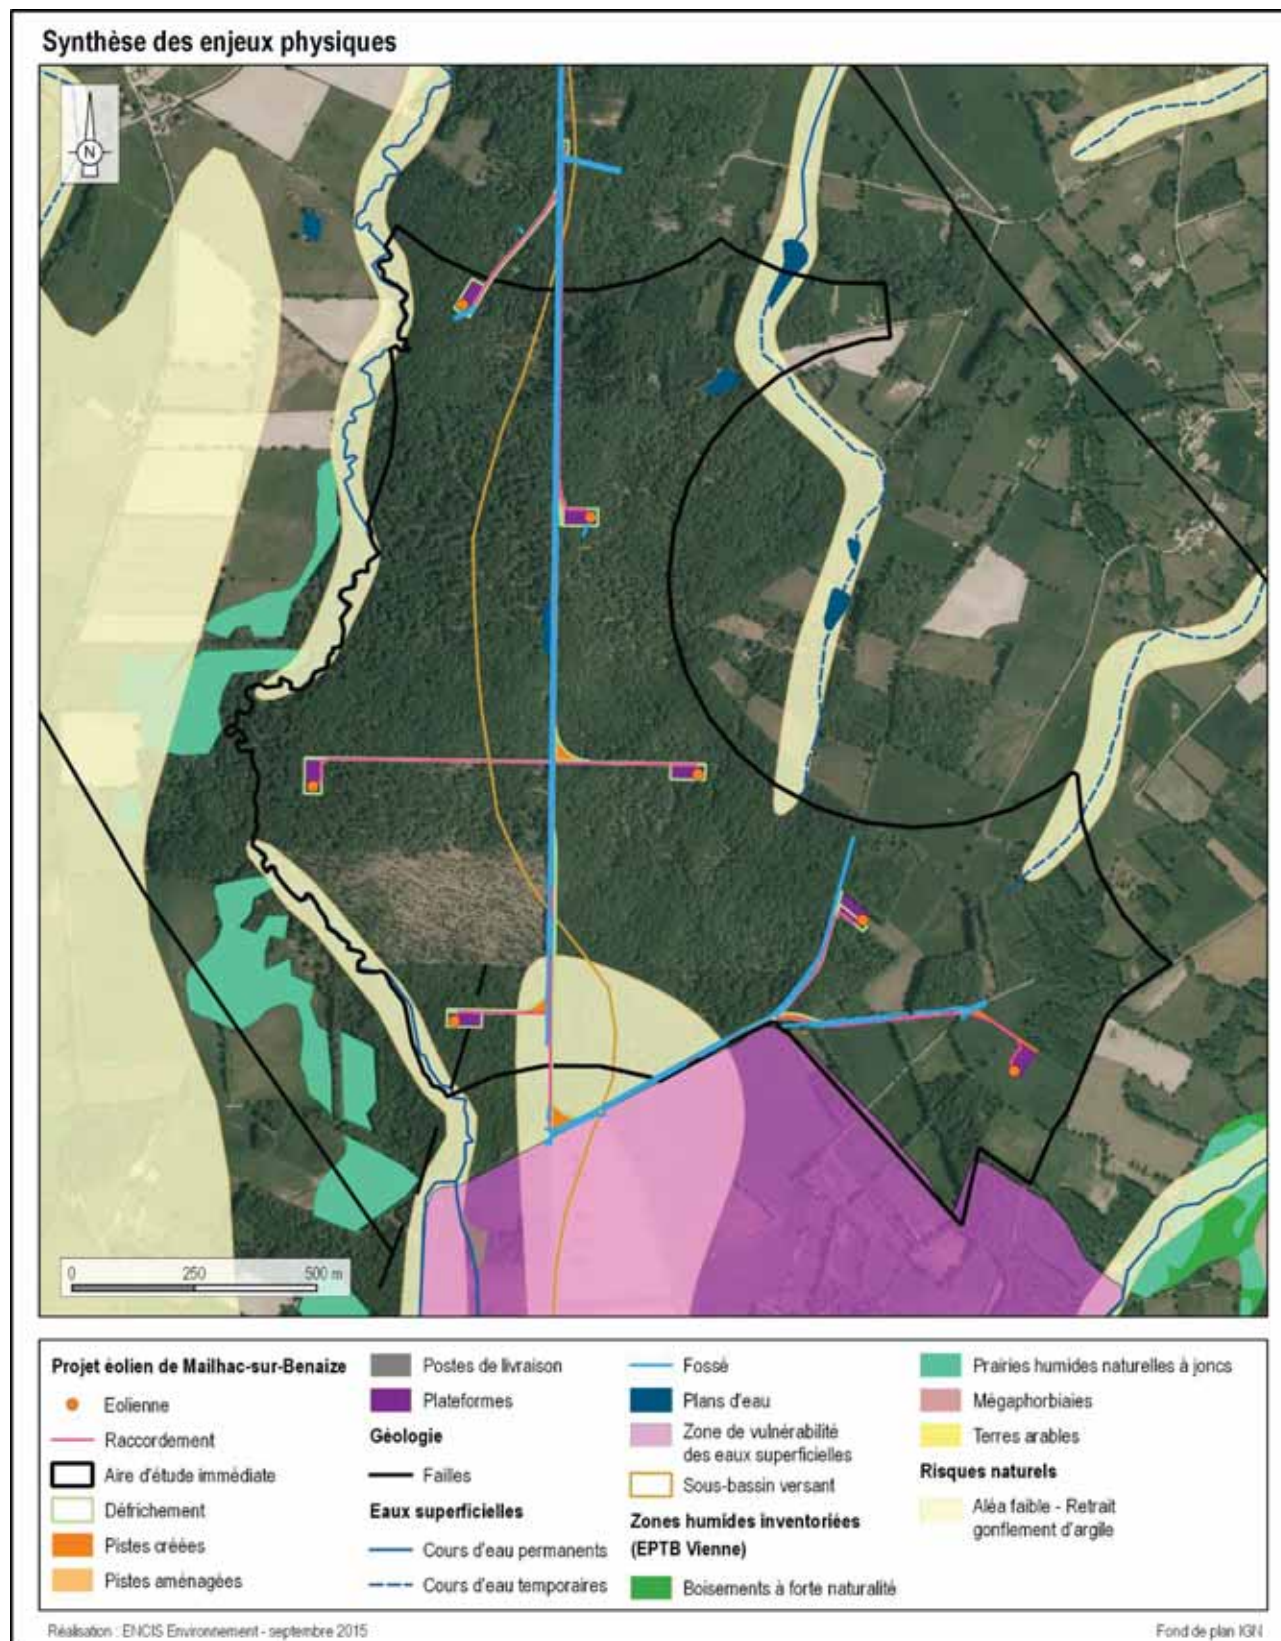 Synthèse des enjeux physiques
N
0 250 500 m
Projet éolien de Mailhac-sur-Benaize
Eolienne
Raccordement
Aire d'étude immédiate
Défrichement
Pistes créées
Pistes aménagées
Postes de livraison
Plateformes
Géologie
Failles
Eaux superficielles
Cours d'eau permanents
Cours d'eau temporaires
Fossé
Plans d'eau
Zone de vulnérabilité
des eaux superficielles
Sous-bassin versant
Zones humides inventoriées
(EPTB Vienne)
Boisements à forte naturalité
Prairies humides naturelles à joncs
Mégaphorbiaies
Terres arables
Risques naturels
Aléa faible - Retrait
gonflement d'argile
Réalisation : ENCIS Environnement - septembre 2015
Fond de plan IGN